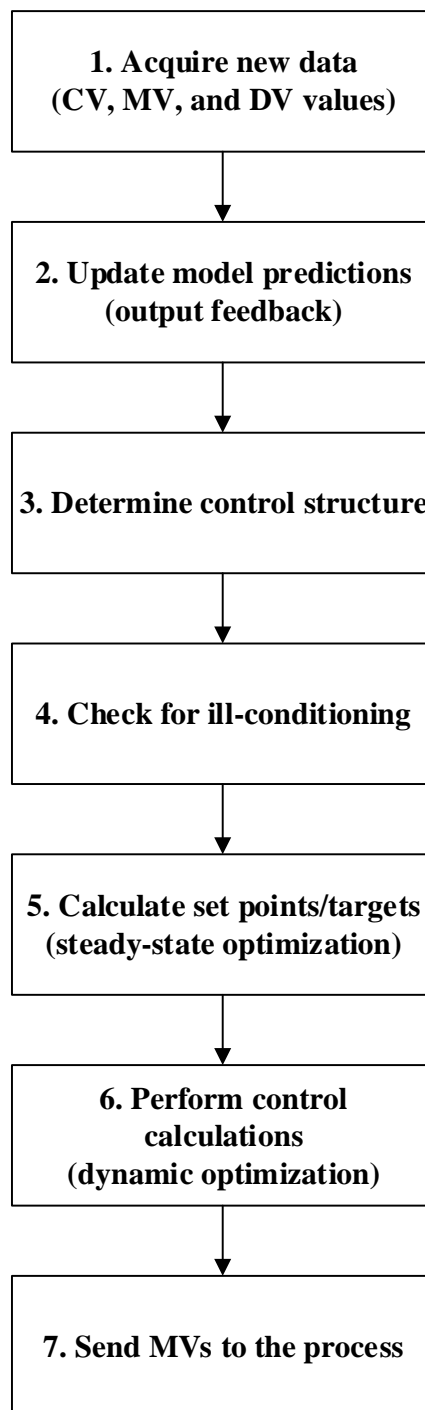 1. Acquire new data
(CV, MV, and DV values)
2. Update model predictions
(output feedback)
3. Determine control structure
4. Check for ill-conditioning
5. Calculate set points/targets
(steady-state optimization)
6. Perform control
calculations
(dynamic optimization)
7. Send MVs to the process